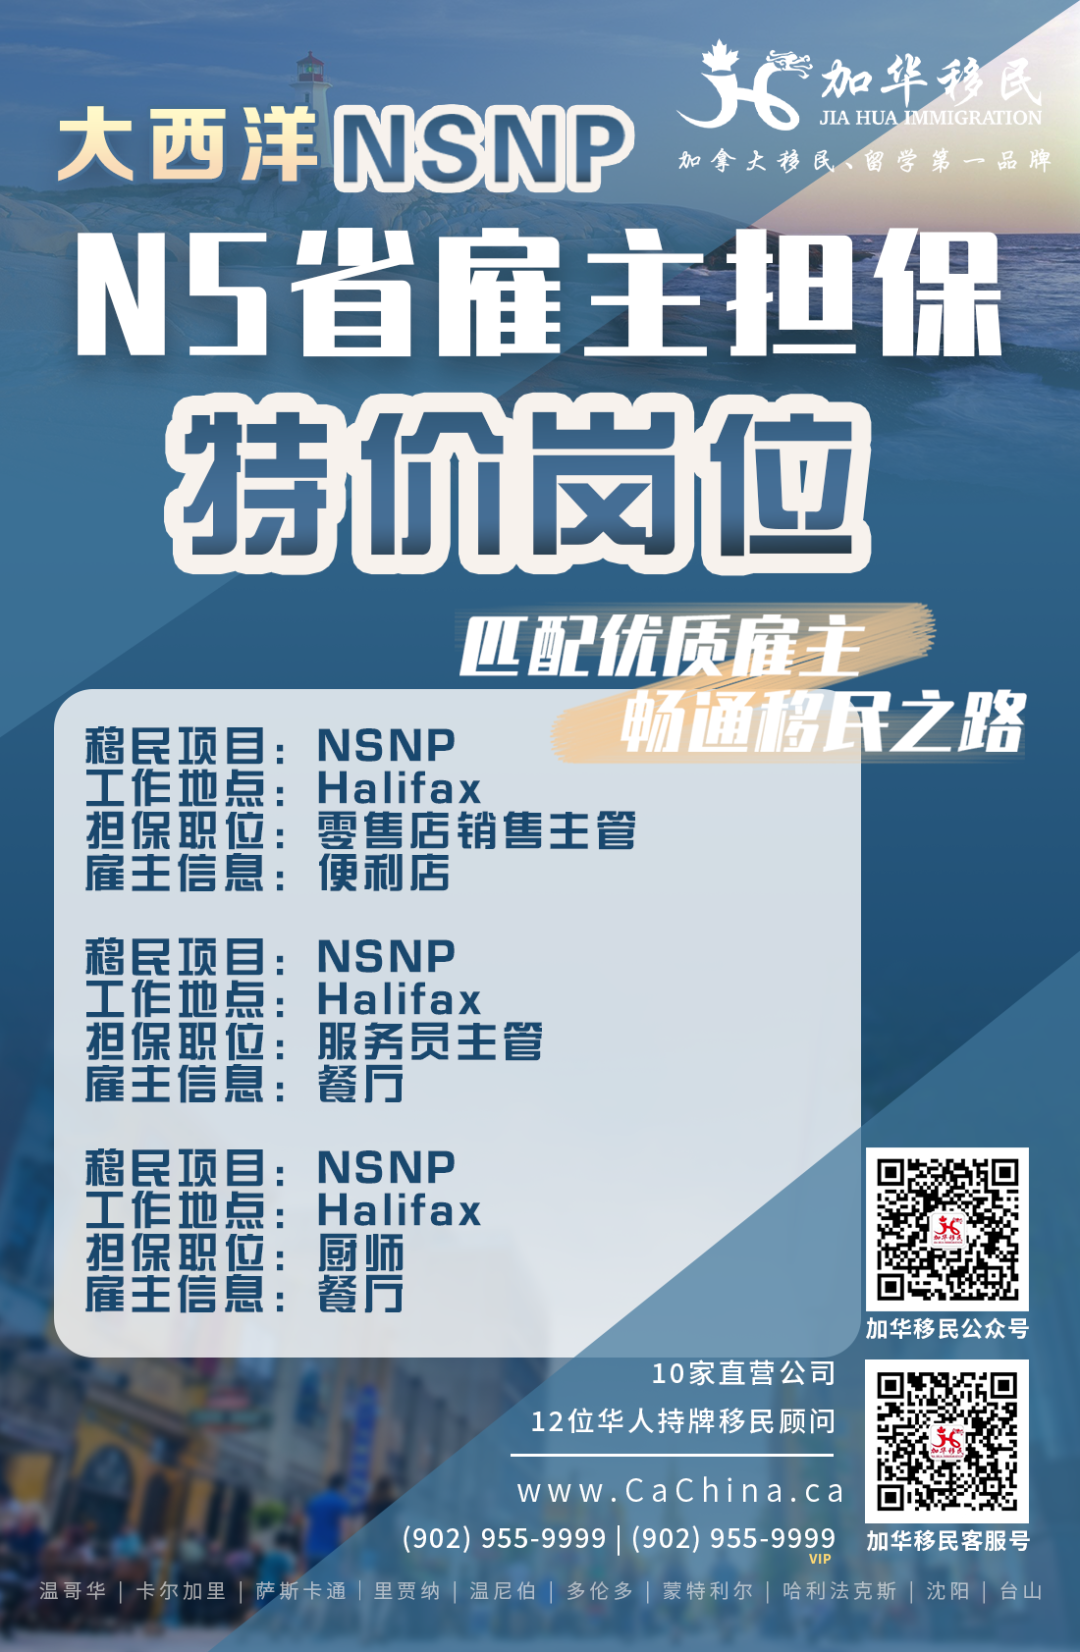 加华移民
JIA HUA IMMIGRATION
加拿大移民、留学第一品牌
大西洋NSNP
NS省雇主担保
特价岗位
匹配优质雇主
畅通移民之路
移民项目：NSNP
工作地点：Halifax
担保职位：零售店销售主管
雇主信息：便利店
移民项目：NSNP
工作地点：Halifax
担保职位：服务员主管
雇主信息：餐厅
移民项目：NSNP
工作地点：Halifax
担保职位：厨师
雇主信息：餐厅
加华移民
加华移民公众号
10家直营公司
12位华人持牌移民顾问
www.CaChina.ca
(902) 955-9999 | (902) 955-9999
VIP
加华移民
加华移民客服号
温哥华 | 卡尔加里 | 萨斯卡通 | 里贾纳 | 温尼伯 | 多伦多 | 蒙特利尔 | 哈利法克斯 | 沈阳 | 台山